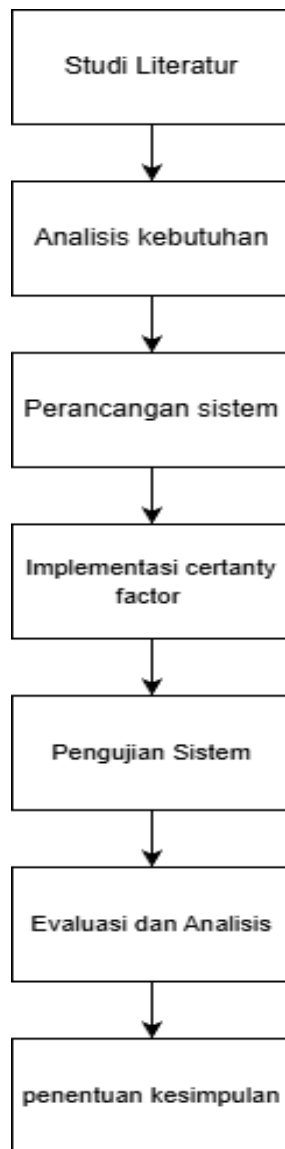 Studi Literatur
Analisis kebutuhan
Perancangan sistem
Implementasi certanty
factor
Pengujian Sistem
Evaluasi dan Analisis
penentuan kesimpulan